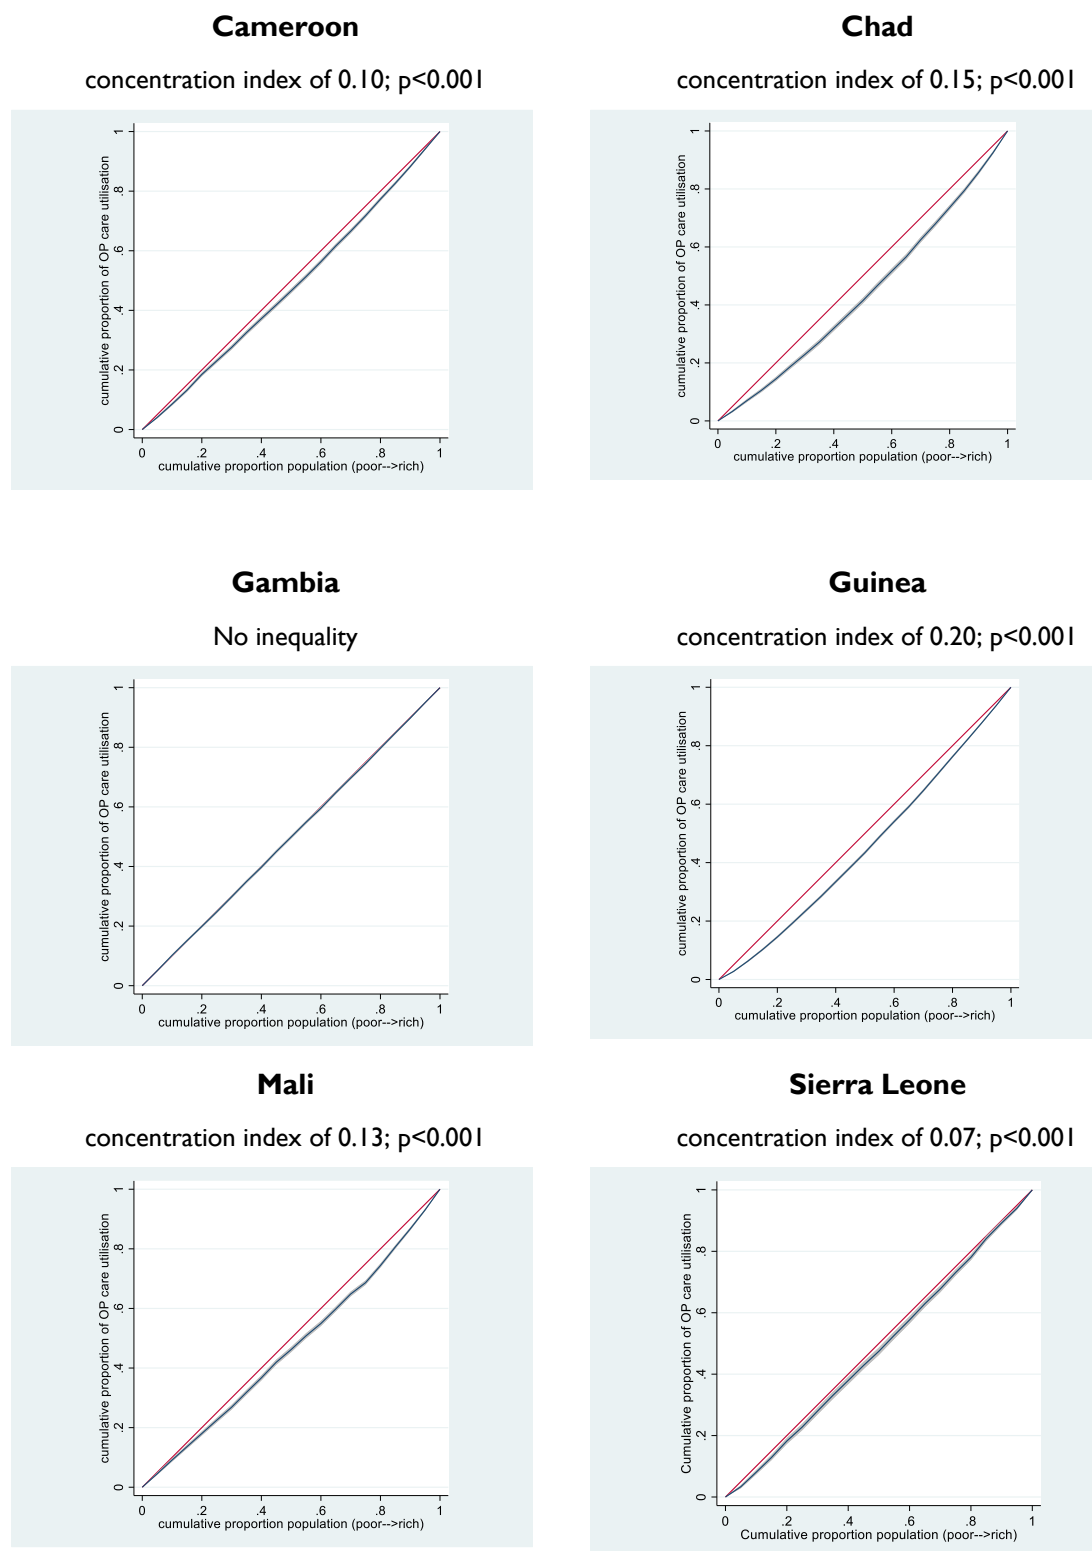 Cameroon
concentration index of 0.10; p<0.001
cumulative proportion of OP care utilisation
1
.8
.6
.4
.2
0
0 .2 .4 .6 .8 1
cumulative proportion population (poor-->rich)
Chad
concentration index of 0.15; p<0.001
cumulative proportion of OP care utilisation
1
.8
.6
.4
.2
0
0 .2 .4 .6 .8 1
cumulative proportion population (poor-->rich)
Gambia
No inequality
cumulative proportion of OP care utilisation
1
.8
.6
.4
.2
0
0 .2 .4 .6 .8 1
cumulative proportion population (poor-->rich)
Guinea
concentration index of 0.20; p<0.001
cumulative proportion of OP care utilisation
1
.8
.6
.4
.2
0
0 .2 .4 .6 .8 1
cumulative proportion population (poor-->rich)
Mali
concentration index of 0.13; p<0.001
cumulative proportion of OP care utilisation
1
.8
.6
.4
.2
0
0 .2 .4 .6 .8 1
cumulative proportion population (poor-->rich)
Sierra Leone
concentration index of 0.07; p<0.001
Cumulative proportion of OP care utilisation
1
.8
.6
.4
.2
0
0 .2 .4 .6 .8 1
Cumulative proportion population (poor-->rich)